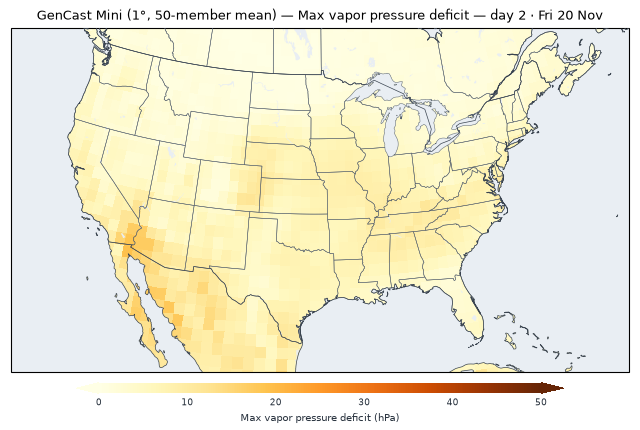 GenCast Mini (1°, 50-member mean) — Max vapor pressure deficit — day 2 · Fri 20 Nov
0 10 20 30 40 50
Max vapor pressure deficit (hPa)